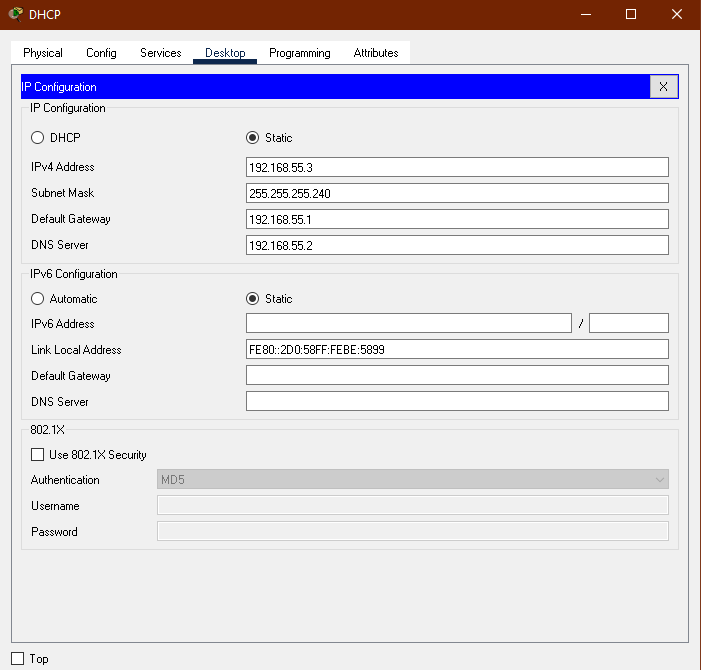 DHCP
Physical Config Services Desktop Programming Attributes
IP Configuration X
IP Configuration
DHCP Static
IPv4 Address 192.168.55.3
Subnet Mask 255.255.255.240
Default Gateway 192.168.55.1
DNS Server 192.168.55.2
IPv6 Configuration
Automatic Static
IPv6 Address /
Link Local Address FE80::2D0:58FF:FEBE:5899
Default Gateway
DNS Server
802.1X
Use 802.1X Security
Authentication MD5
Username
Password
Top